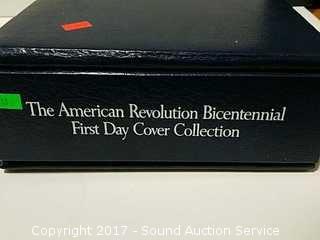 The American Revolution Bicentennial
First Day Cover Collection
Copyright 2017 - Sound Auction Service